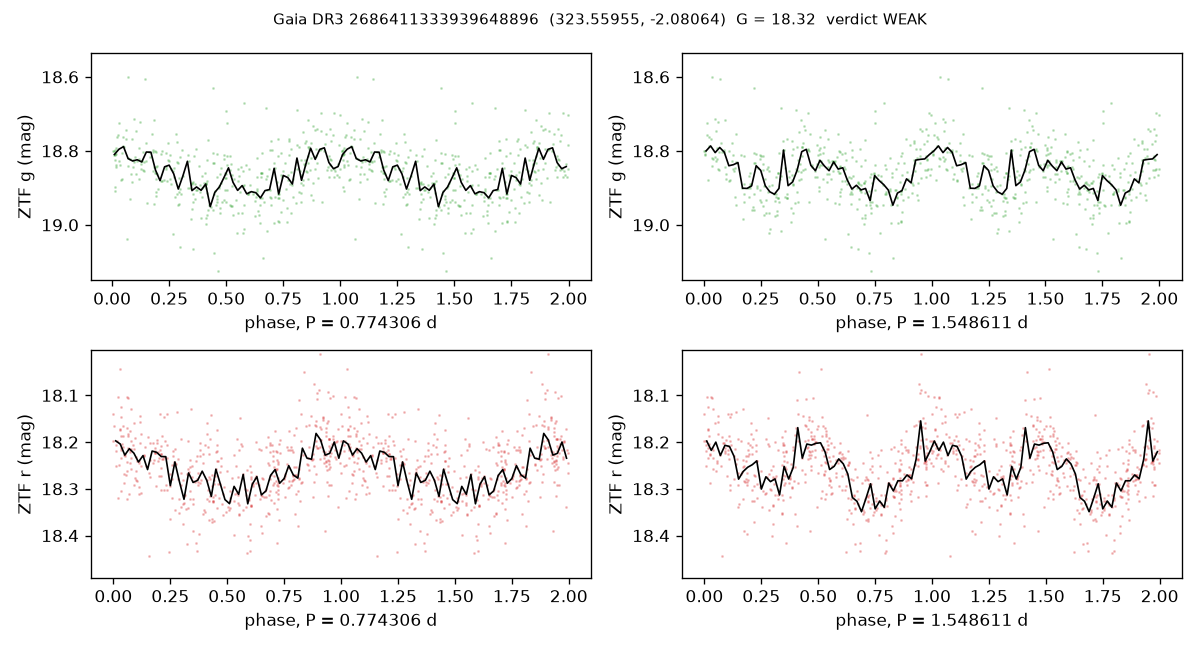 Gaia DR3 2686411333939648896  (323.55955, -2.08064)  G = 18.32  verdict WEAK
ZTF g (mag)
18.6
18.8
19.0
0.00 0.25 0.50 0.75 1.00 1.25 1.50 1.75 2.00
phase, P = 0.774306 d
ZTF g (mag)
18.6
18.8
19.0
0.00 0.25 0.50 0.75 1.00 1.25 1.50 1.75 2.00
phase, P = 1.548611 d
ZTF r (mag)
18.1
18.2
18.3
18.4
0.00 0.25 0.50 0.75 1.00 1.25 1.50 1.75 2.00
phase, P = 0.774306 d
ZTF r (mag)
18.1
18.2
18.3
18.4
0.00 0.25 0.50 0.75 1.00 1.25 1.50 1.75 2.00
phase, P = 1.548611 d